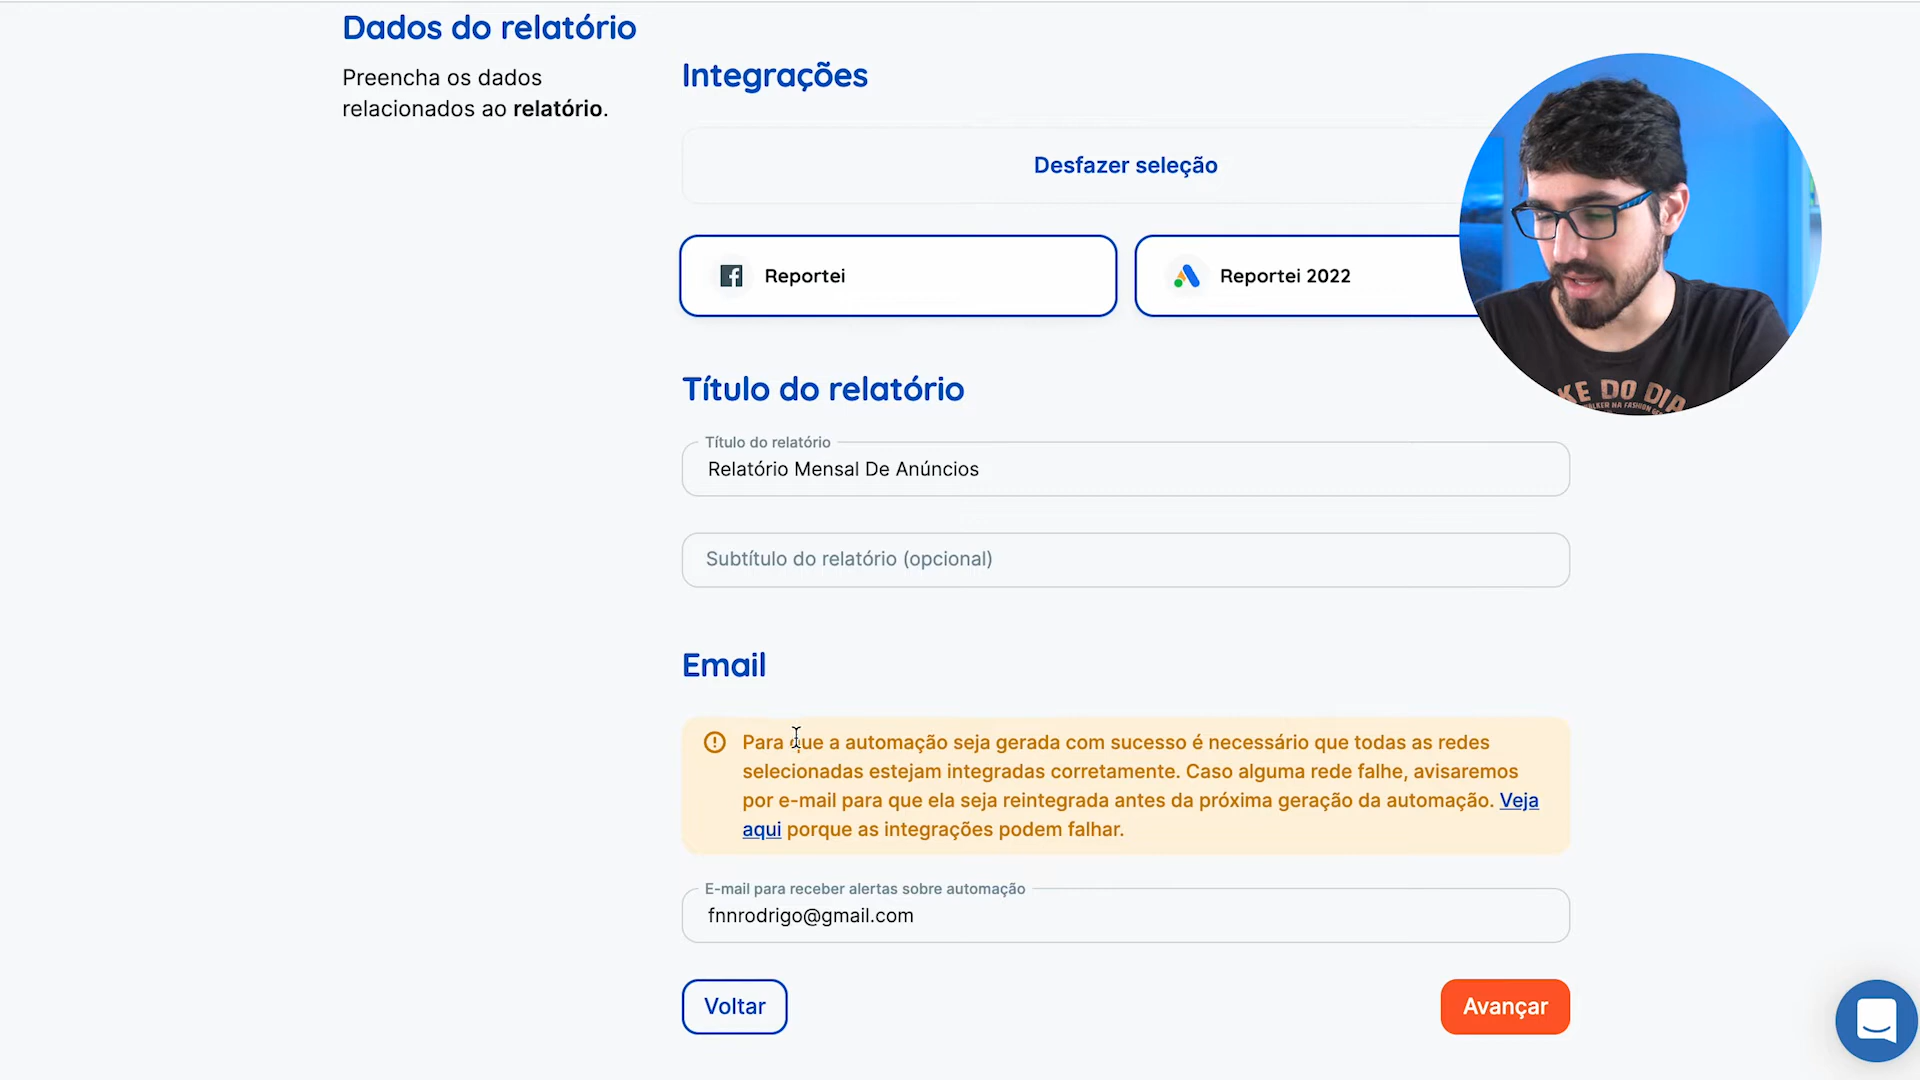 Dados do relatório
Preencha os dados
relacionados ao relatório.
Integrações
Desfazer seleção
Reportei
Reportei 2022
Título do relatório
Título do relatório
Relatório Mensal De Anúncios
Subtítulo do relatório (opcional)
Email
Para que a automação seja gerada com sucesso é necessário que todas as redes
selecionadas estejam integradas corretamente. Caso alguma rede falhe, avisaremos
por e-mail para que ela seja reintegrada antes da próxima geração da automação. Veja
aqui porque as integrações podem falhar.
E-mail para receber alertas sobre automação
fnnrodrigo@gmail.com
Voltar
Avançar
KE DO DIA